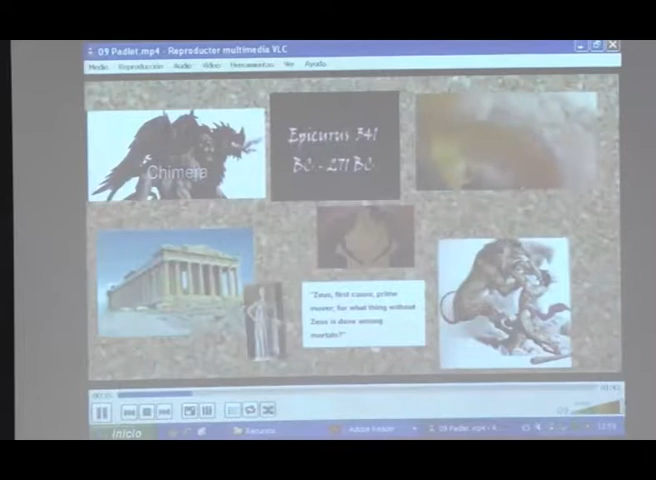 09 Padlet.mp4 - Reproductor multimedia VLC
Medio Reproducción Audio Vídeo Herramientas Ver Ayuda
Chimera
Epicurus 341
BC. - 271 BC.
"Zeus, first cause, prime
mover; for what thing without
Zeus is done among
mortals?"
Inicio
Recursos
Adobe Reader
09 Padlet.mp4 - R...